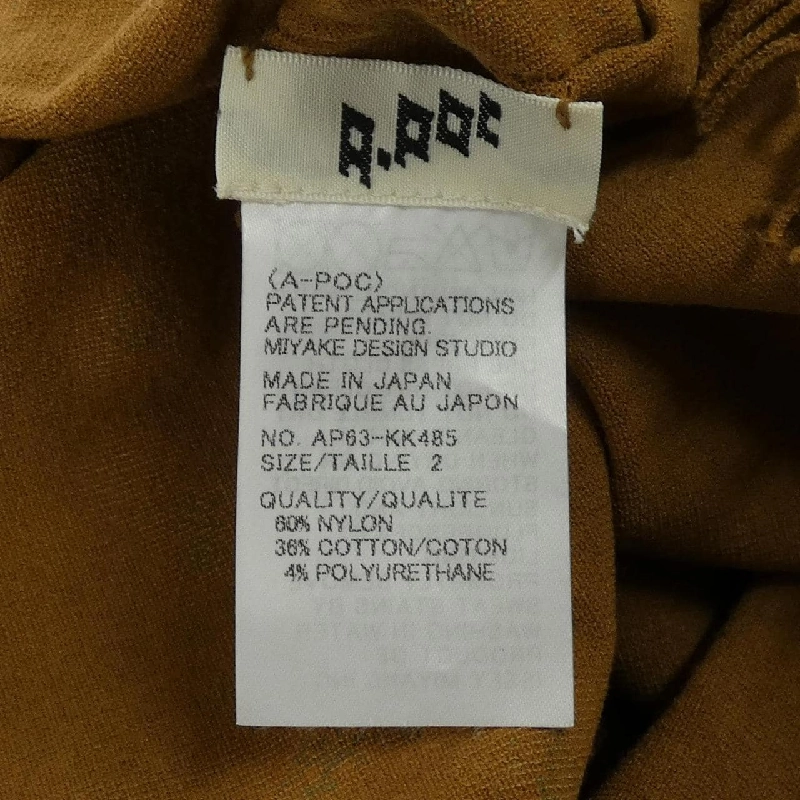 a.poc
(A-POC)
PATENT APPLICATIONS
ARE PENDING.
MIYAKE DESIGN STUDIO
MADE IN JAPAN
FABRIQUE AU JAPON
NO. AP63-KK485
SIZE/TAILLE 2
QUALITY/QUALITE
60% NYLON
36% COTTON/COTON
4% POLYURETHANE